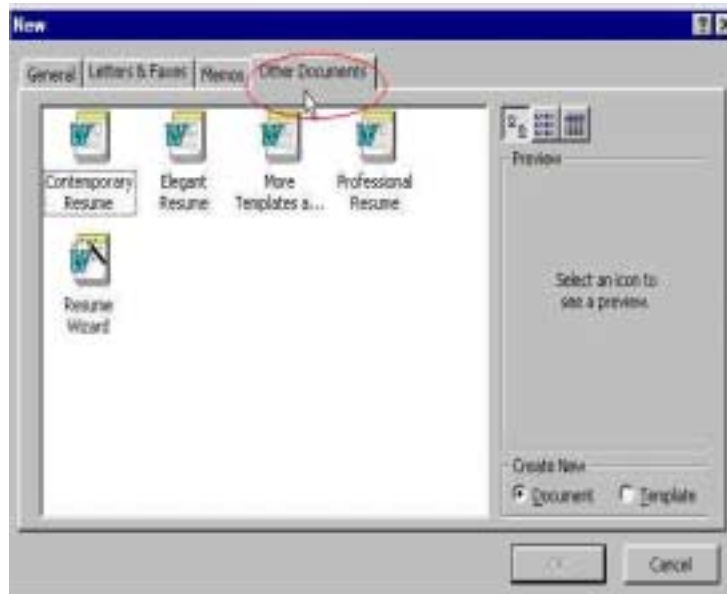 New
General Letters & Faxes Memos Other Documents
Contemporary Resume
Elegant Resume
More Templates a...
Professional Resume
Resume Wizard
Preview
Select an icon to
see a preview.
Create New
Document Template
OK Cancel